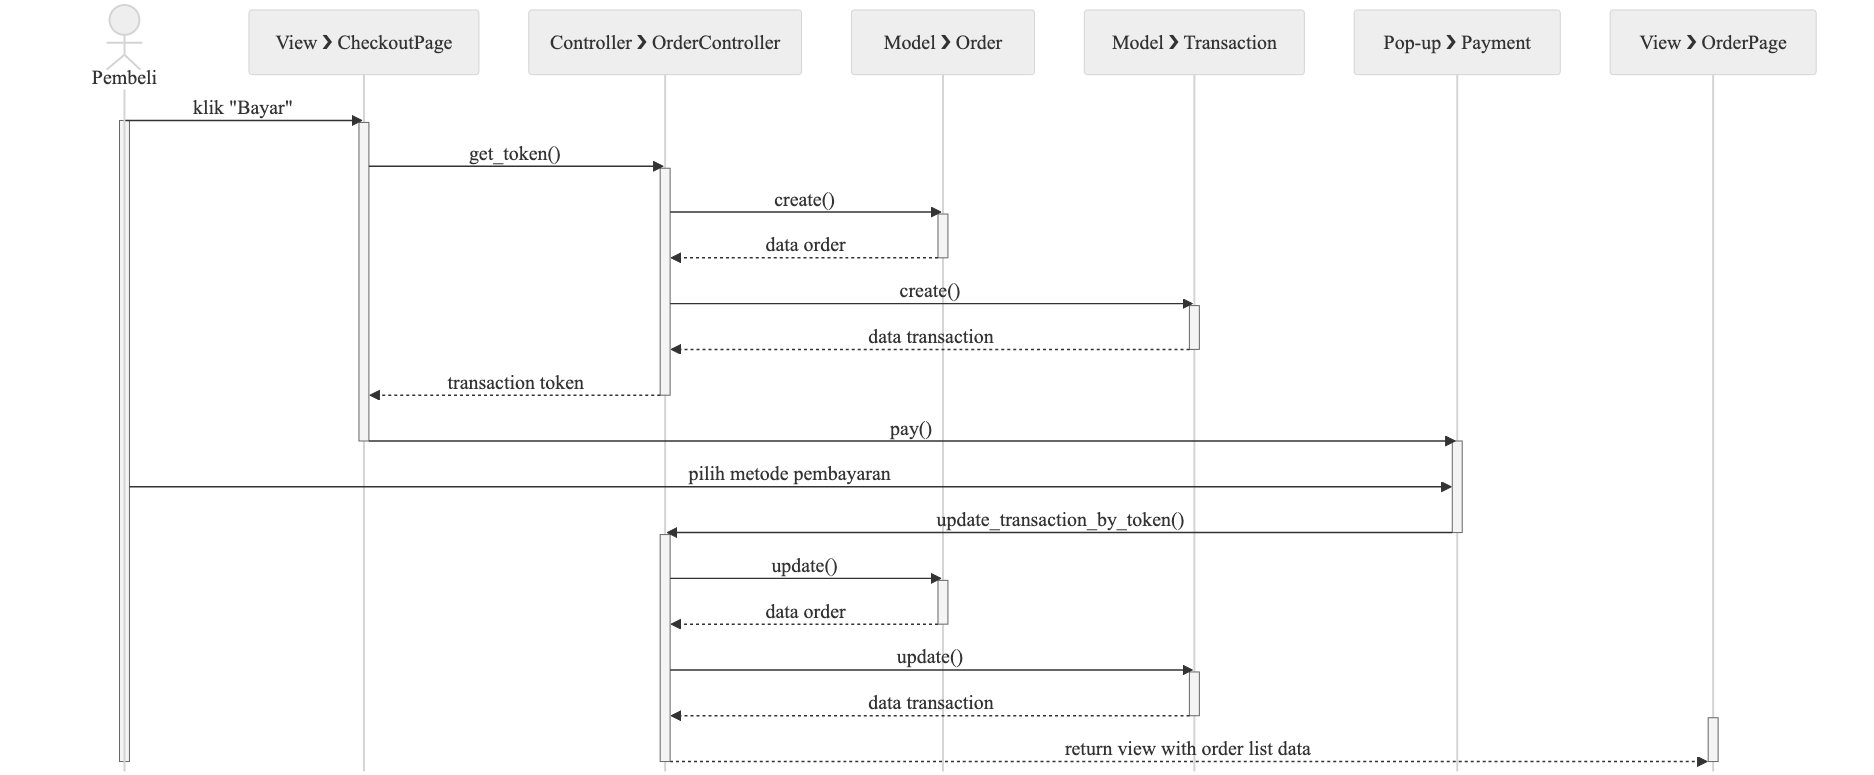 Pembeli
View ❯ CheckoutPage
Controller ❯ OrderController
Model ❯ Order
Model ❯ Transaction
Pop-up ❯ Payment
View ❯ OrderPage
klik "Bayar"
get_token()
create()
data order
create()
data transaction
transaction token
pay()
pilih metode pembayaran
update_transaction_by_token()
update()
data order
update()
data transaction
return view with order list data